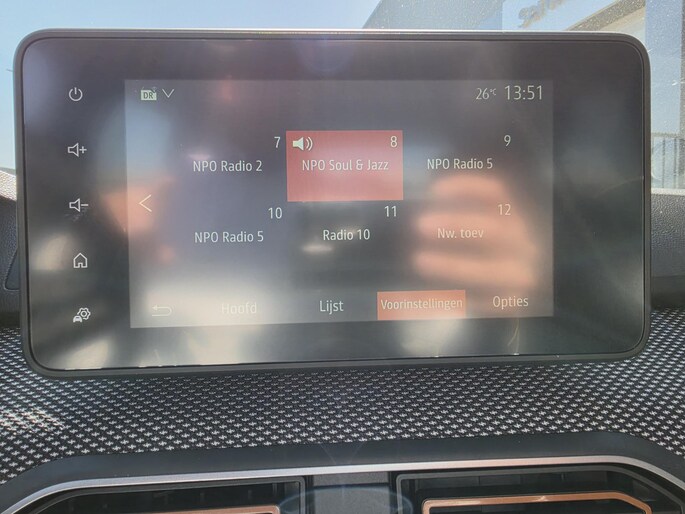 DR 26°C 13:51
7 8 9
NPO Radio 2 NPO Soul & Jazz NPO Radio 5
10 11 12
NPO Radio 5 Radio 10 Nw. toev
Hoofd Lijst Voorinstellingen Opties